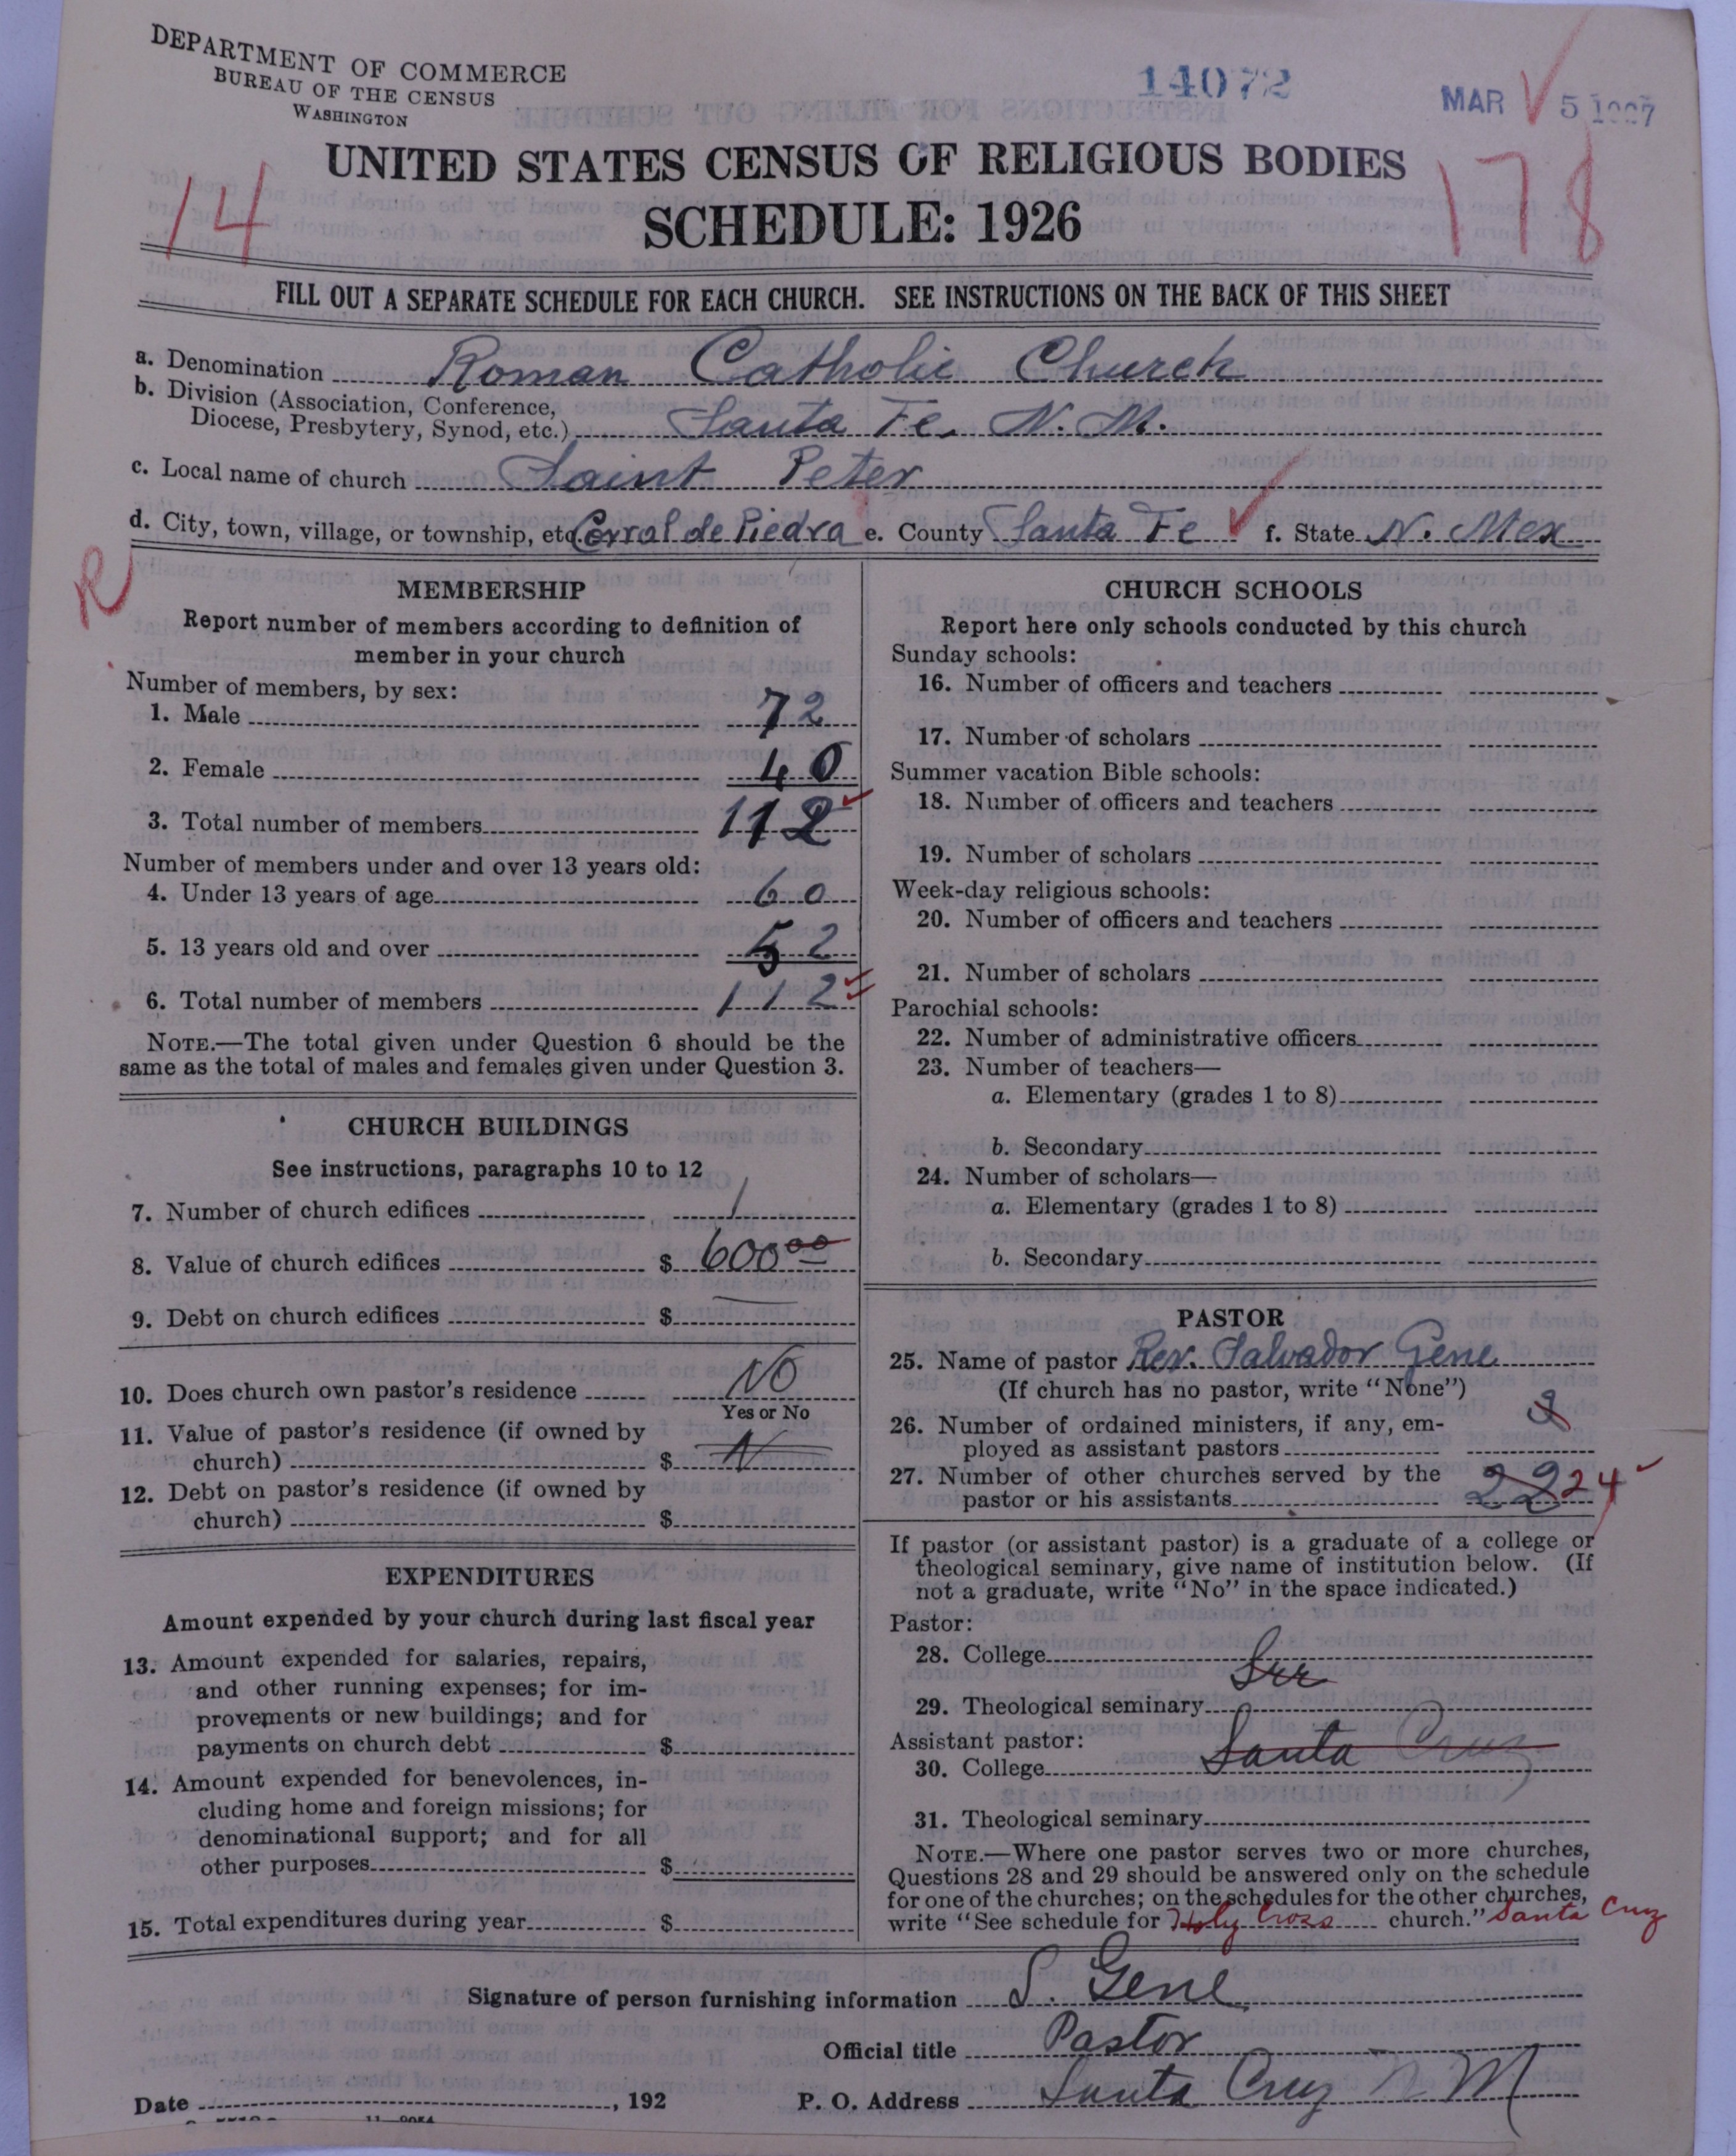 DEPARTMENT OF COMMERCE
BUREAU OF THE CENSUS
WASHINGTON
14072
MAR 5 1927
UNITED STATES CENSUS OF RELIGIOUS BODIES
14
178
SCHEDULE: 1926
FILL OUT A SEPARATE SCHEDULE FOR EACH CHURCH. SEE INSTRUCTIONS ON THE BACK OF THIS SHEET
a. Denomination Roman Catholic Church
b. Division (Association, Conference,
Diocese, Presbytery, Synod, etc.) Santa Fe. N. M.
c. Local name of church Saint Peter
d. City, town, village, or township, etc. Corral de Piedra e. County Santa Fe f. State N. Mex
R
MEMBERSHIP
Report number of members according to definition of
member in your church
Number of members, by sex:
1. Male 72
2. Female 40
3. Total number of members 112
Number of members under and over 13 years old:
4. Under 13 years of age 60
5. 13 years old and over 52
6. Total number of members 112
NOTE.—The total given under Question 6 should be the
same as the total of males and females given under Question 3.
CHURCH BUILDINGS
See instructions, paragraphs 10 to 12
7. Number of church edifices 1
8. Value of church edifices $ 600 00
9. Debt on church edifices $ —
10. Does church own pastor's residence NO
Yes or No
11. Value of pastor's residence (if owned by
church) $ N
12. Debt on pastor's residence (if owned by
church) $
EXPENDITURES
Amount expended by your church during last fiscal year
13. Amount expended for salaries, repairs,
and other running expenses; for im-
provements or new buildings; and for
payments on church debt $
14. Amount expended for benevolences, in-
cluding home and foreign missions; for
denominational support; and for all
other purposes $
15. Total expenditures during year $
CHURCH SCHOOLS
Report here only schools conducted by this church
Sunday schools:
16. Number of officers and teachers
17. Number of scholars
Summer vacation Bible schools:
18. Number of officers and teachers
19. Number of scholars
Week-day religious schools:
20. Number of officers and teachers
21. Number of scholars
Parochial schools:
22. Number of administrative officers
23. Number of teachers—
a. Elementary (grades 1 to 8)
b. Secondary
24. Number of scholars—
a. Elementary (grades 1 to 8)
b. Secondary
PASTOR
25. Name of pastor Rev. Salvador Gene
(If church has no pastor, write "None")
26. Number of ordained ministers, if any, em-
ployed as assistant pastors
27. Number of other churches served by the
pastor or his assistants 22 24
If pastor (or assistant pastor) is a graduate of a college or
theological seminary, give name of institution below. (If
not a graduate, write "No" in the space indicated.)
Pastor:
28. College
29. Theological seminary
Assistant pastor:
30. College Santa Cruz
31. Theological seminary
NOTE.—Where one pastor serves two or more churches,
Questions 28 and 29 should be answered only on the schedule
for one of the churches; on the schedules for the other churches,
write "See schedule for Holy Cross church." Santa Cruz
Signature of person furnishing information S. Gene
Official title Pastor
Date , 192
P. O. Address Santa Cruz N M